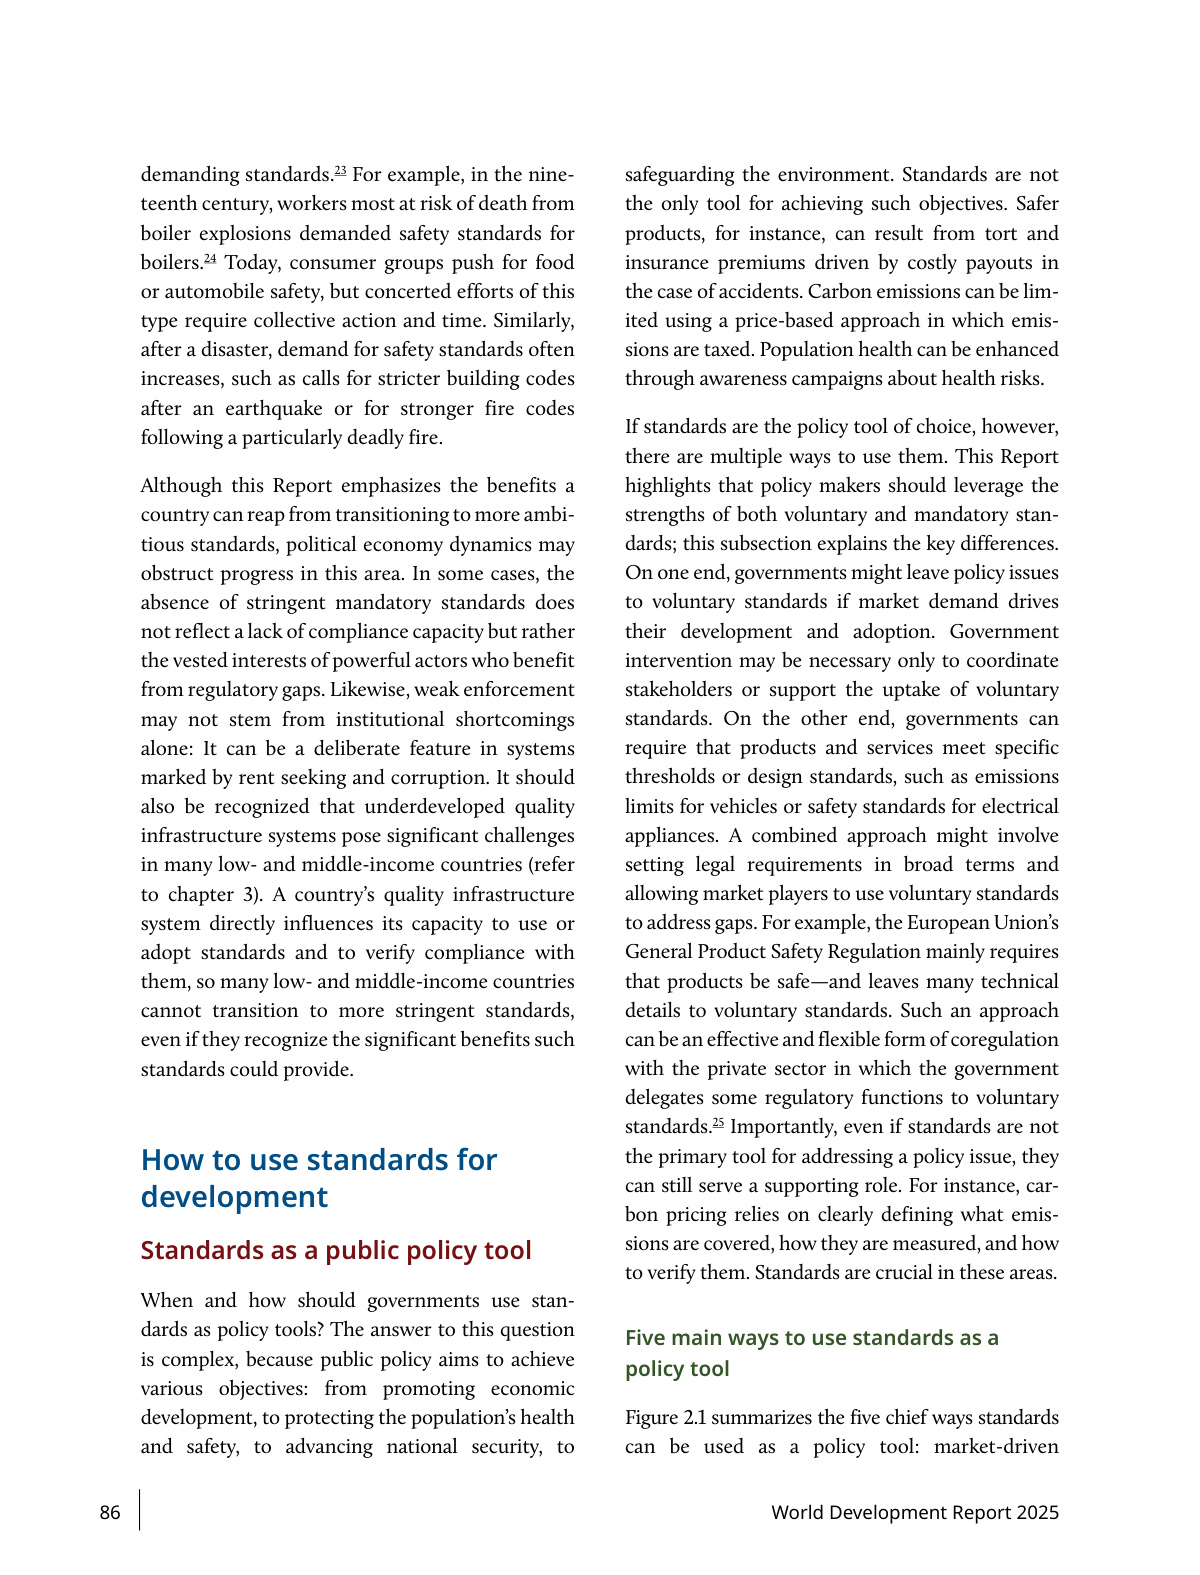 demanding standards.23 For example, in the nine-
teenth century, workers most at risk of death from
boiler explosions demanded safety standards for
boilers.24 Today, consumer groups push for food
or automobile safety, but concerted efforts of this
type require collective action and time. Similarly,
after a disaster, demand for safety standards often
increases, such as calls for stricter building codes
after an earthquake or for stronger fire codes
following a particularly deadly fire.
Although this Report emphasizes the benefits a
country can reap from transitioning to more ambi-
tious standards, political economy dynamics may
obstruct progress in this area. In some cases, the
absence of stringent mandatory standards does
not reflect a lack of compliance capacity but rather
the vested interests of powerful actors who benefit
from regulatory gaps. Likewise, weak enforcement
may not stem from institutional shortcomings
alone: It can be a deliberate feature in systems
marked by rent seeking and corruption. It should
also be recognized that underdeveloped quality
infrastructure systems pose significant challenges
in many low- and middle-income countries (refer
to chapter 3). A country’s quality infrastructure
system directly influences its capacity to use or
adopt standards and to verify compliance with
them, so many low- and middle-income countries
cannot transition to more stringent standards,
even if they recognize the significant benefits such
standards could provide.
How to use standards for
development
Standards as a public policy tool
When and how should governments use stan-
dards as policy tools? The answer to this question
is complex, because public policy aims to achieve
various objectives: from promoting economic
development, to protecting the population’s health
and safety, to advancing national security, to
safeguarding the environment. Standards are not
the only tool for achieving such objectives. Safer
products, for instance, can result from tort and
insurance premiums driven by costly payouts in
the case of accidents. Carbon emissions can be lim-
ited using a price-based approach in which emis-
sions are taxed. Population health can be enhanced
through awareness campaigns about health risks.
If standards are the policy tool of choice, however,
there are multiple ways to use them. This Report
highlights that policy makers should leverage the
strengths of both voluntary and mandatory stan-
dards; this subsection explains the key differences.
On one end, governments might leave policy issues
to voluntary standards if market demand drives
their development and adoption. Government
intervention may be necessary only to coordinate
stakeholders or support the uptake of voluntary
standards. On the other end, governments can
require that products and services meet specific
thresholds or design standards, such as emissions
limits for vehicles or safety standards for electrical
appliances. A combined approach might involve
setting legal requirements in broad terms and
allowing market players to use voluntary standards
to address gaps. For example, the European Union’s
General Product Safety Regulation mainly requires
that products be safe—and leaves many technical
details to voluntary standards. Such an approach
can be an effective and flexible form of coregulation
with the private sector in which the government
delegates some regulatory functions to voluntary
standards.25 Importantly, even if standards are not
the primary tool for addressing a policy issue, they
can still serve a supporting role. For instance, car-
bon pricing relies on clearly defining what emis-
sions are covered, how they are measured, and how
to verify them. Standards are crucial in these areas.
Five main ways to use standards as a
policy tool
Figure 2.1 summarizes the five chief ways standards
can be used as a policy tool: market-driven
86
World Development Report 2025